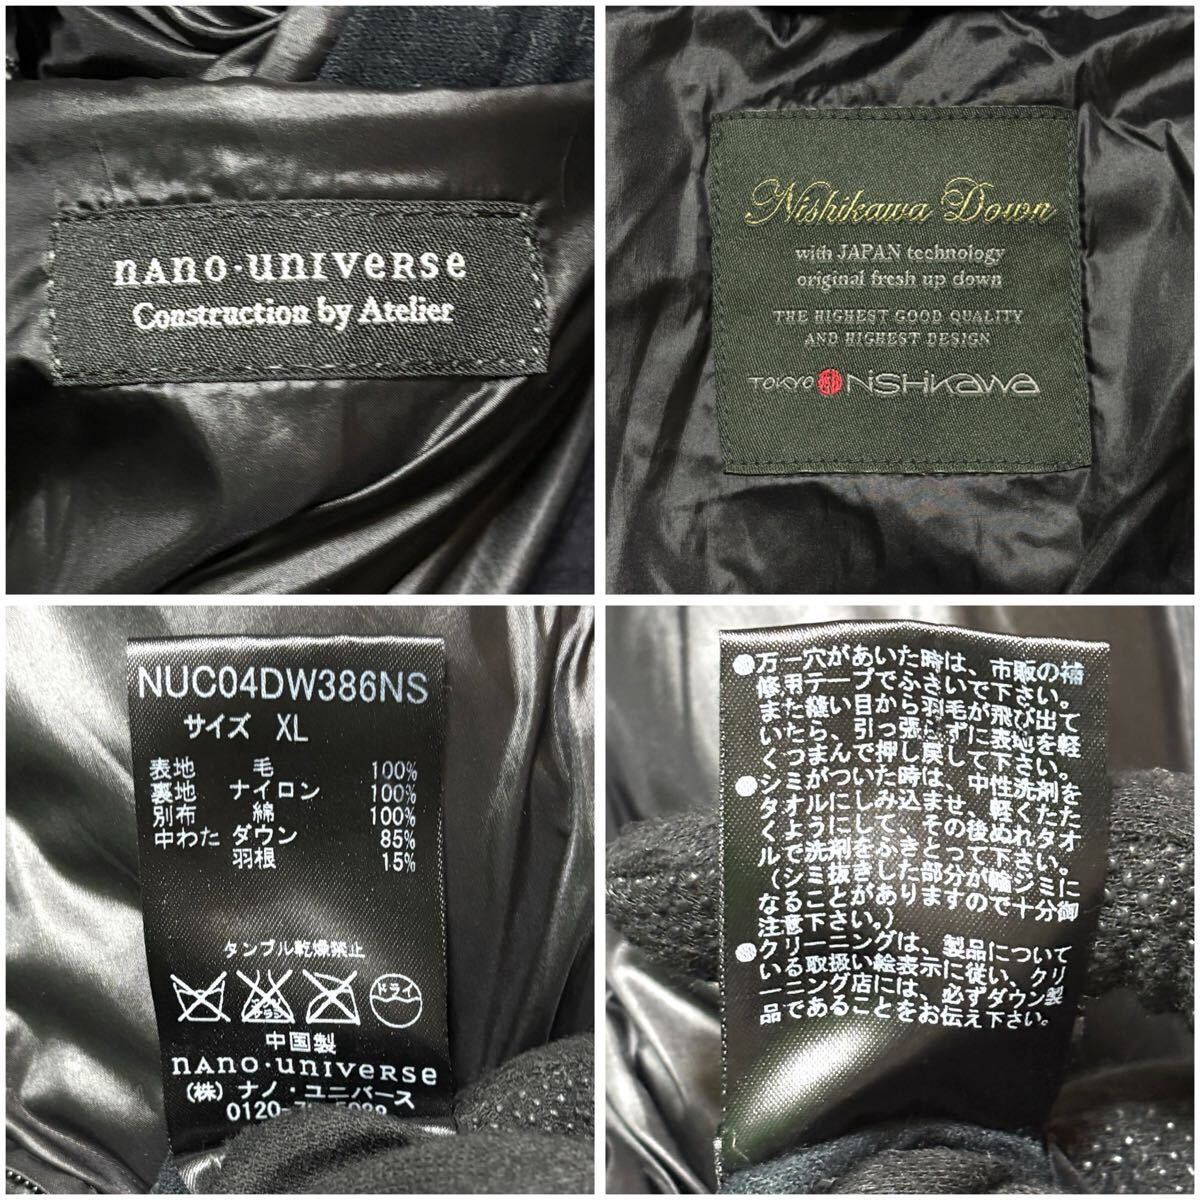 nano·universe
Construction by Atelier
Nishikawa Down
with JAPAN technology
original fresh up down
THE HIGHEST GOOD QUALITY
AND HIGHEST DESIGN
TOKYO NiSHiKaWa
NUC04DW386NS
サイズ XL
表地 毛 100%
裏地 ナイロン 100%
別布 綿 100%
中わた ダウン 85%
羽根 15%
タンブル乾燥禁止
ドライ
中国製
nano·universe
(株) ナノ・ユニバース
●万一穴があいた時は、市販の補
修用テープでふさいで下さい。
また縫い目から羽毛が飛び出て
いたら、引っ張らずに表地を軽
くつまんで押し戻して下さい。
●シミがついた時は、中性洗剤を
タオルにしみ込ませ、軽くたた
くようにして、その後ぬれタオ
ルで洗剤をふきとって下さい。
(シミ抜きした部分が輪ジミに
なることがありますので十分御
注意下さい。)
●クリーニングは、製品について
いる取扱い絵表示に従い、クリ
ーニング店には、必ずダウン製
品であることをお伝え下さい。